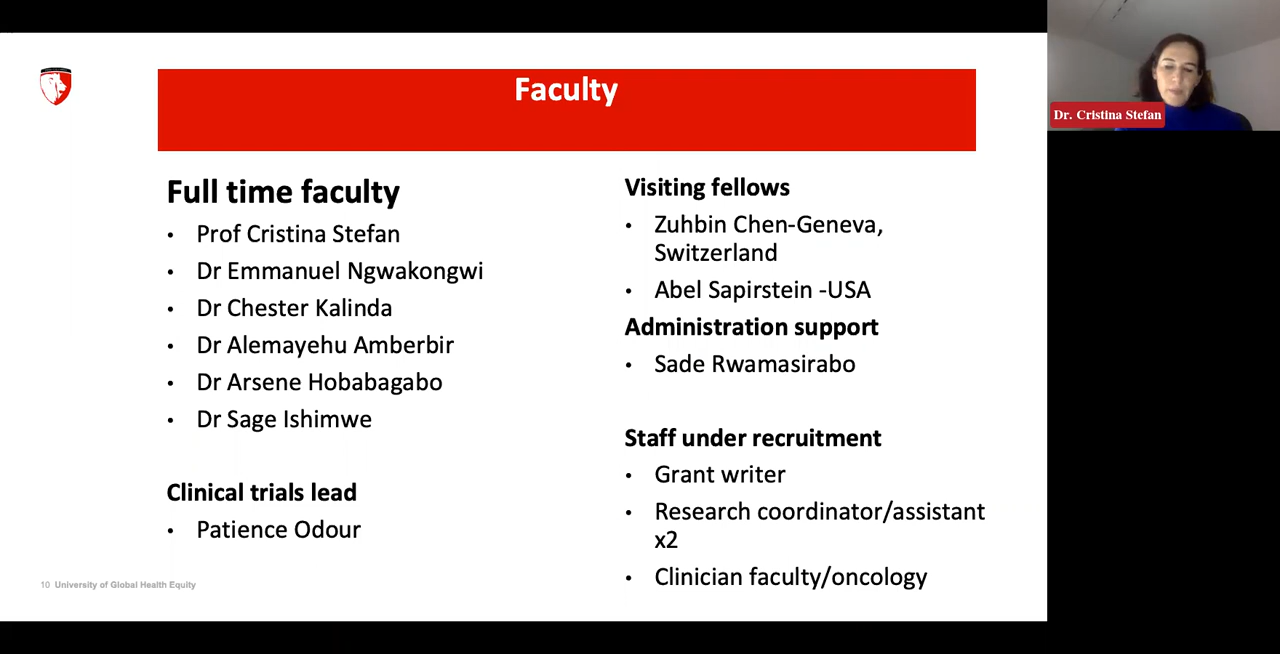 Faculty
Full time faculty
• Prof Cristina Stefan
• Dr Emmanuel Ngwakongwi
• Dr Chester Kalinda
• Dr Alemayehu Amberbir
• Dr Arsene Hobabagabo
• Dr Sage Ishimwe
Clinical trials lead
• Patience Odour
Visiting fellows
• Zuhbin Chen-Geneva,
Switzerland
• Abel Sapirstein -USA
Administration support
• Sade Rwamasirabo
Staff under recruitment
• Grant writer
• Research coordinator/assistant
x2
• Clinician faculty/oncology
10 University of Global Health Equity
Dr. Cristina Stefan